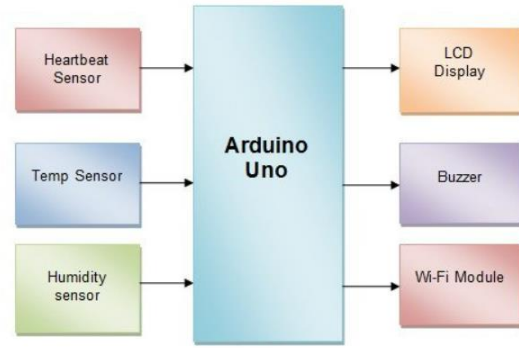 Heartbeat
Sensor
Temp Sensor
Humidity
sensor
Arduino
Uno
LCD
Display
Buzzer
Wi-Fi Module